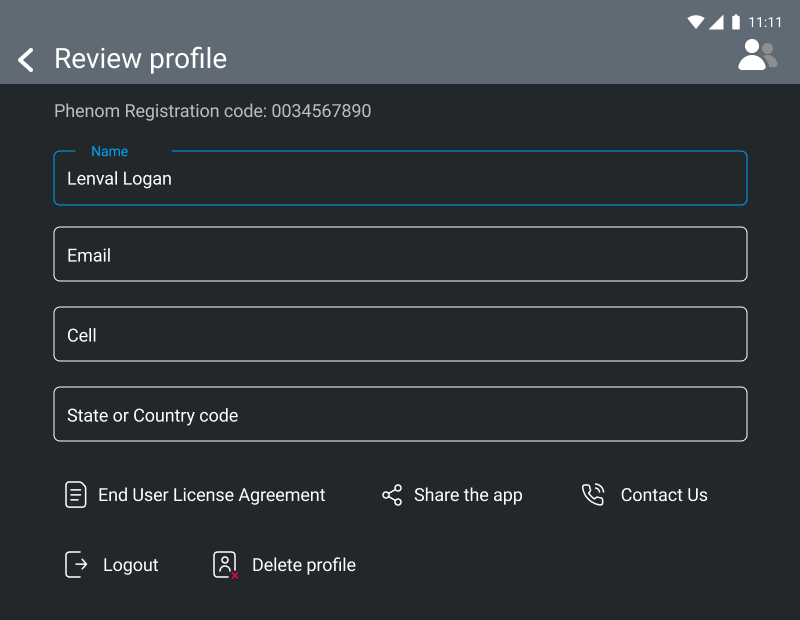 11:11
Review profile
Phenom Registration code: 0034567890
Name
Lenval Logan
Email
Cell
State or Country code
End User License Agreement
Share the app
Contact Us
Logout
Delete profile